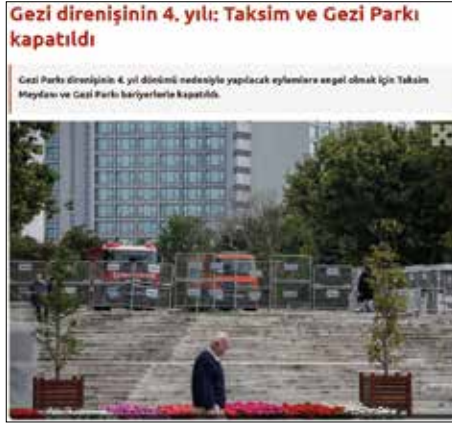 Gezi direnişinin 4. yılı: Taksim ve Gezi Parkı
kapatıldı
Gezi Parkı direnişinin 4. yıl dönümü nedeniyle yapılacak eylemlere engel olmak için Taksim
Meydanı ve Gezi Parkı bariyerlerle kapatıldı.